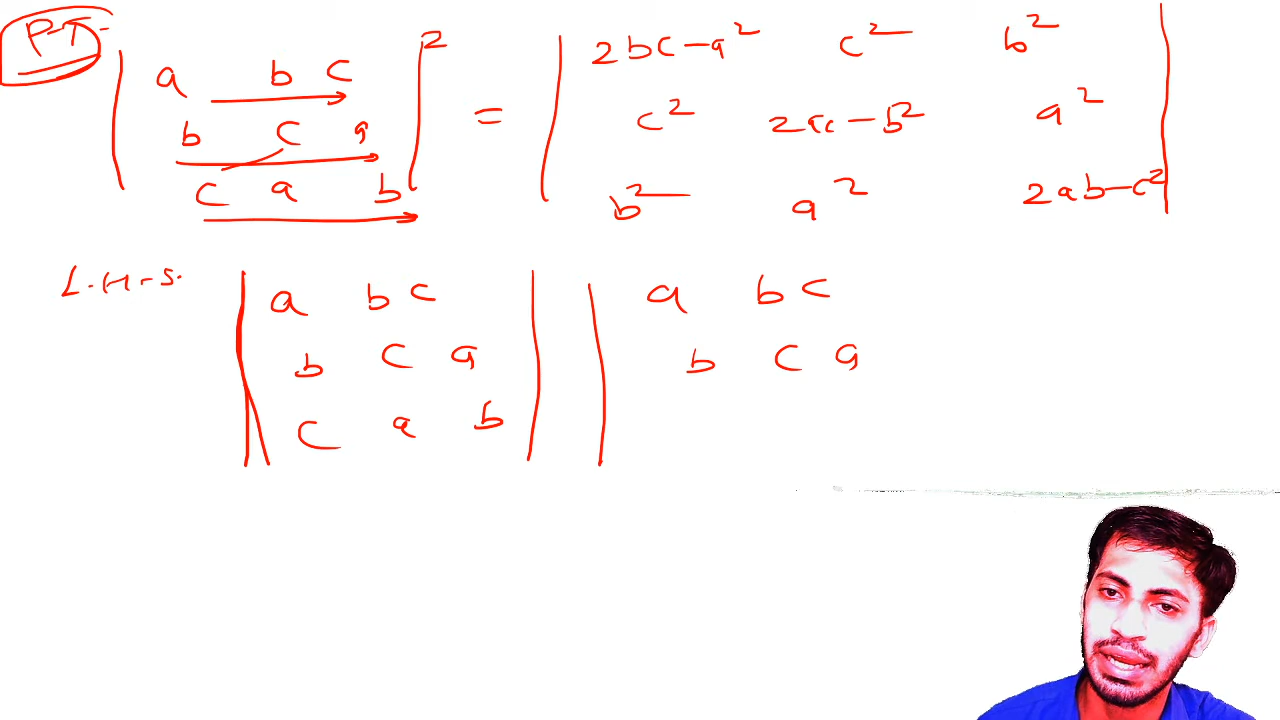 P.T.
| a b c |² = | 2bc-a² c² b² |
| b c a | | c² 2ac-b² a² |
| c a b | | b² a² 2ab-c² |
L.H.S. | a b c | | a b c
| b c a | | b c a
| c a b | |